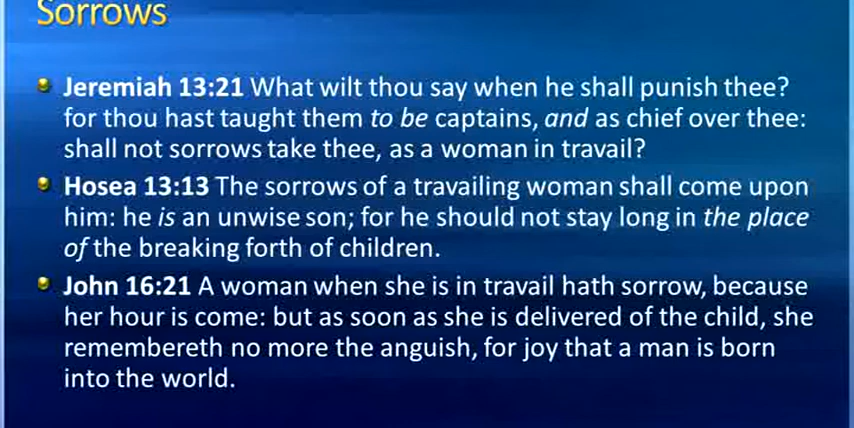 Sorrows
Jeremiah 13:21 What wilt thou say when he shall punish thee?
for thou hast taught them to be captains, and as chief over thee:
shall not sorrows take thee, as a woman in travail?
Hosea 13:13 The sorrows of a travailing woman shall come upon
him: he is an unwise son; for he should not stay long in the place
of the breaking forth of children.
John 16:21 A woman when she is in travail hath sorrow, because
her hour is come: but as soon as she is delivered of the child, she
remembereth no more the anguish, for joy that a man is born
into the world.